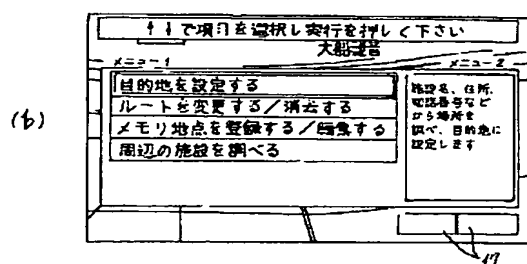 ↑↓で項目を選択し実行を押して下さい
メニュー1
メニュー2
目的地を設定する
ルートを変更する/消去する
メモリ地点を登録する/編集する
周辺の施設を調べる
施設名、住所、
電話番号など
から場所を
調べ、目的地に
設定します
(b)
17